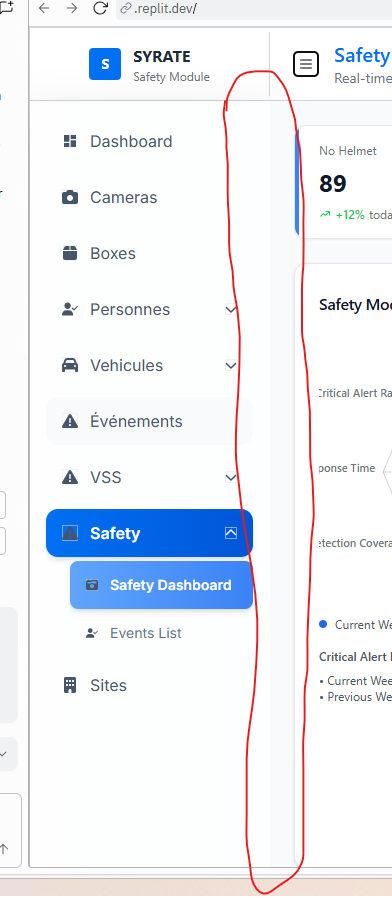 .replit.dev/
S
SYRATE
Safety Module
Safety
Real-time
Dashboard
Cameras
Boxes
Personnes
Vehicules
Événements
VSS
Safety
Safety Dashboard
Events List
Sites
No Helmet
89
+12% toda
Safety Mod
Critical Alert Ra
ponse Time
etection Covera
Current We
Critical Alert
• Current Wee
• Previous We